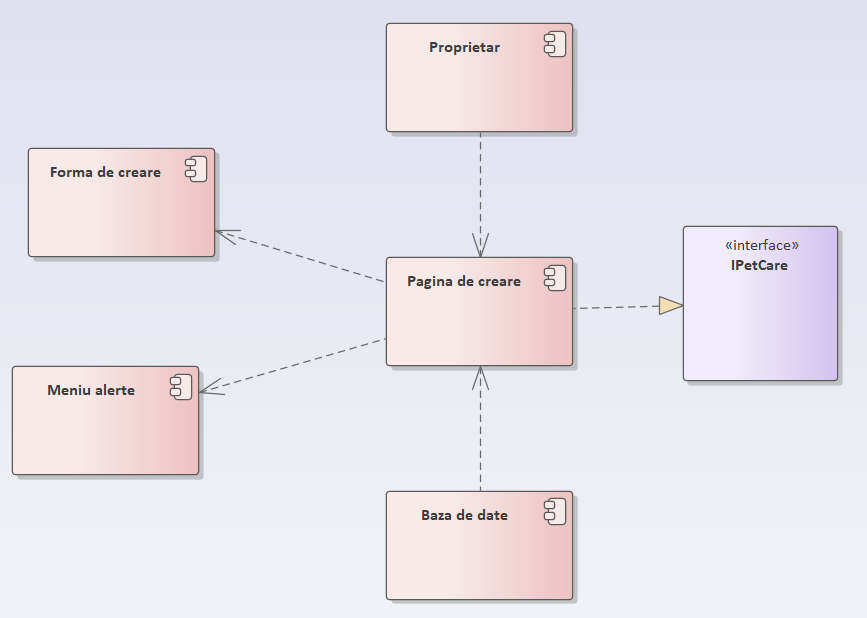 Proprietar
Forma de creare
«interface»
IPetCare
Pagina de creare
Meniu alerte
Baza de date